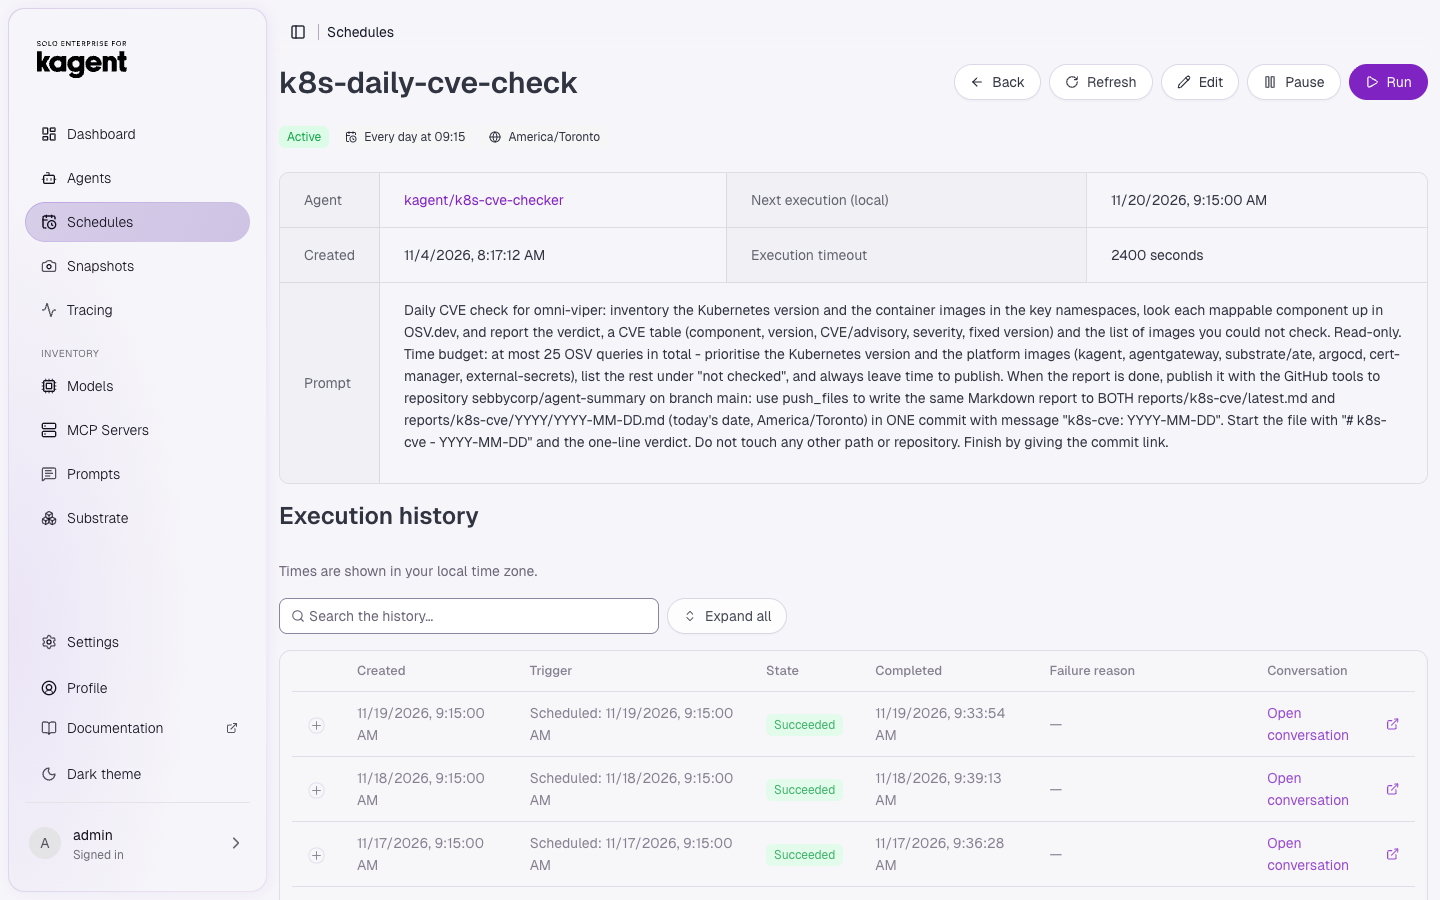 SOLO ENTERPRISE FOR
kagent
Dashboard
Agents
Schedules
Snapshots
Tracing
INVENTORY
Models
MCP Servers
Prompts
Substrate
Settings
Profile
Documentation
Dark theme
A
admin
Signed in
Schedules
k8s-daily-cve-check
Back
Refresh
Edit
Pause
Run
Active
Every day at 09:15
America/Toronto
Agent
kagent/k8s-cve-checker
Next execution (local)
11/20/2026, 9:15:00 AM
Created
11/4/2026, 8:17:12 AM
Execution timeout
2400 seconds
Prompt
Daily CVE check for omni-viper: inventory the Kubernetes version and the container images in the key namespaces, look each mappable component up in
OSV.dev, and report the verdict, a CVE table (component, version, CVE/advisory, severity, fixed version) and the list of images you could not check. Read-only.
Time budget: at most 25 OSV queries in total - prioritise the Kubernetes version and the platform images (kagent, agentgateway, substrate/ate, argocd, cert-
manager, external-secrets), list the rest under "not checked", and always leave time to publish. When the report is done, publish it with the GitHub tools to
repository sebbycorp/agent-summary on branch main: use push_files to write the same Markdown report to BOTH reports/k8s-cve/latest.md and
reports/k8s-cve/YYYY/YYYY-MM-DD.md (today's date, America/Toronto) in ONE commit with message "k8s-cve: YYYY-MM-DD". Start the file with "# k8s-
cve - YYYY-MM-DD" and the one-line verdict. Do not touch any other path or repository. Finish by giving the commit link.
Execution history
Times are shown in your local time zone.
Search the history...
Expand all
Created
Trigger
State
Completed
Failure reason
Conversation
11/19/2026, 9:15:00
AM
Scheduled: 11/19/2026, 9:15:00
AM
Succeeded
11/19/2026, 9:33:54
AM
—
Open
conversation
11/18/2026, 9:15:00
AM
Scheduled: 11/18/2026, 9:15:00
AM
Succeeded
11/18/2026, 9:39:13
AM
—
Open
conversation
11/17/2026, 9:15:00
AM
Scheduled: 11/17/2026, 9:15:00
AM
Succeeded
11/17/2026, 9:36:28
AM
—
Open
conversation